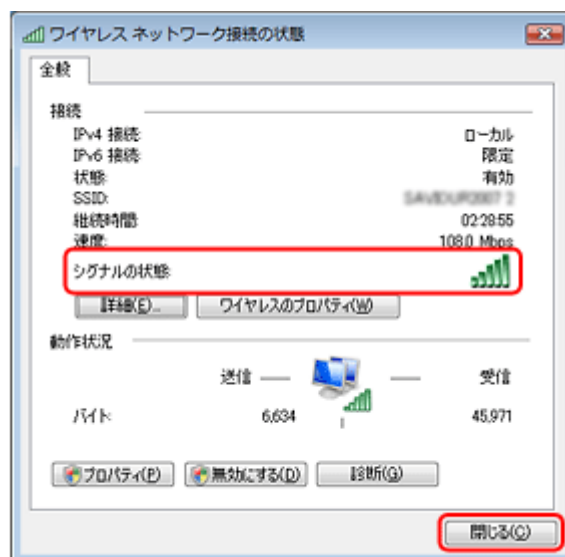 ワイヤレス ネットワーク接続の状態
全般
接続
IPv4 接続: ローカル
IPv6 接続: 限定
状態: 有効
SSID:
継続時間: 02:28:55
速度: 108.0 Mbps
シグナルの状態:
詳細(E)... ワイヤレスのプロパティ(W)
動作状況
送信 受信
バイト: 6,634 45,971
プロパティ(P) 無効にする(D) 診断(G)
閉じる(C)